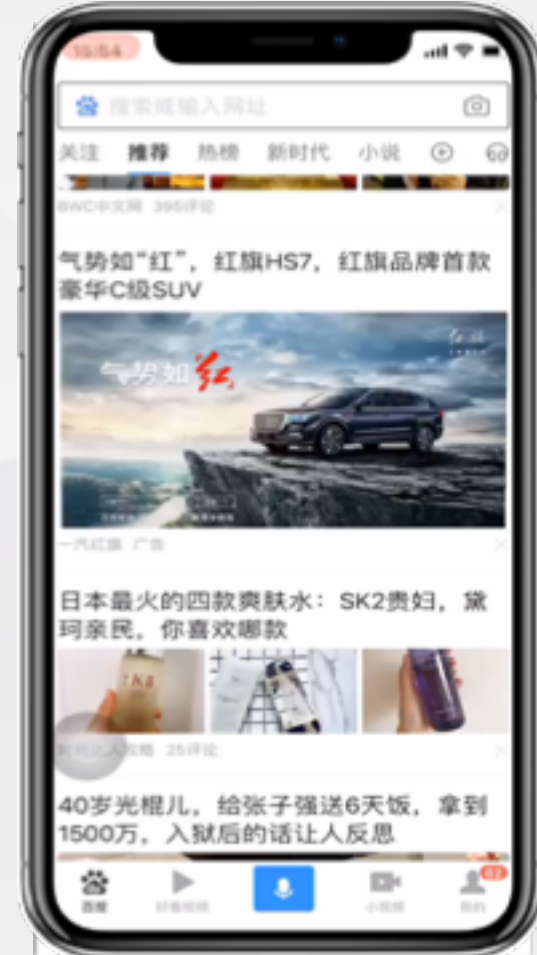 15:54
搜索或输入网址
关注 推荐 热榜 新时代 小说
BWC中文网 395评论
气势如“红”，红旗HS7，红旗品牌首款
豪华C级SUV
气势如红
一汽红旗 广告
日本最火的四款爽肤水：SK2贵妇，黛
珂亲民，你喜欢哪款
时尚达人攻略 25评论
40岁光棍儿，给张子强送6天饭，拿到
1500万，入狱后的话让人反思
百度 好看视频 小视频 我的